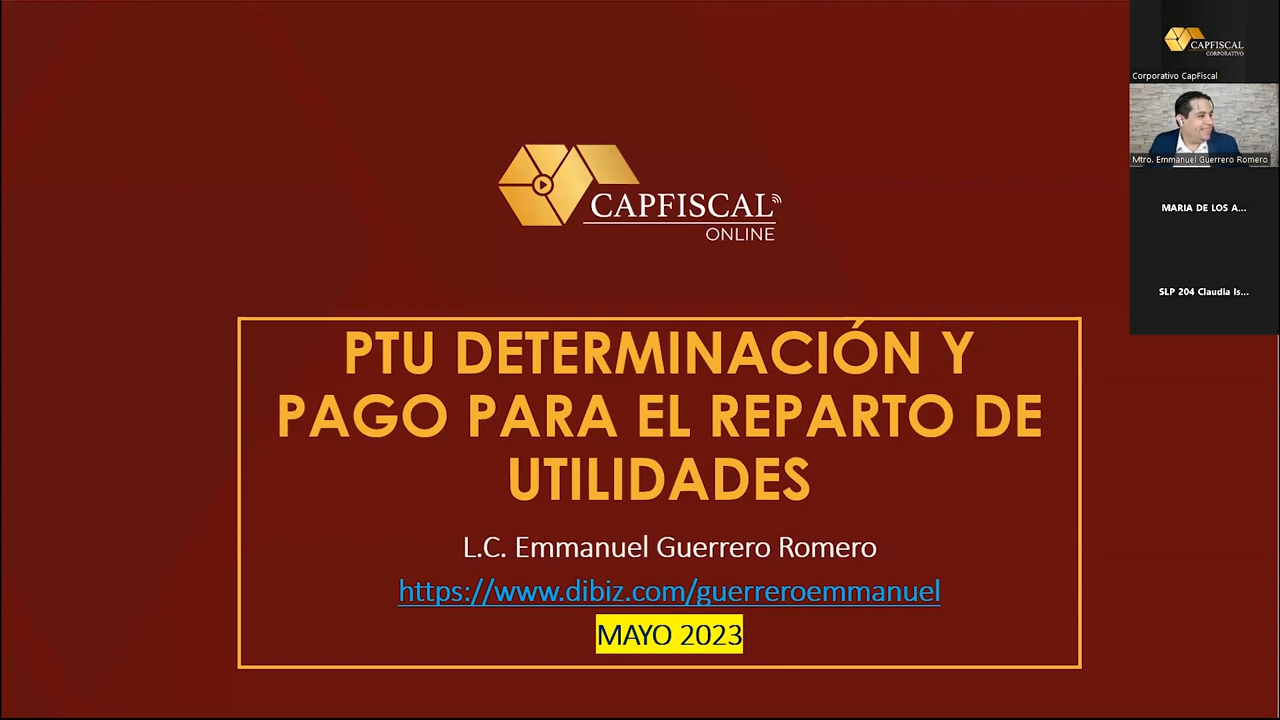 CAPFISCAL
ONLINE
PTU DETERMINACIÓN Y
PAGO PARA EL REPARTO DE
UTILIDADES
L.C. Emmanuel Guerrero Romero
https://www.dibiz.com/guerreroemmanuel
MAYO 2023
CAPFISCAL
CORPORATIVO
Corporativo CapFiscal
Mtro. Emmanuel Guerrero Romero
MARIA DE LOS A...
SLP 204 Claudia Is...